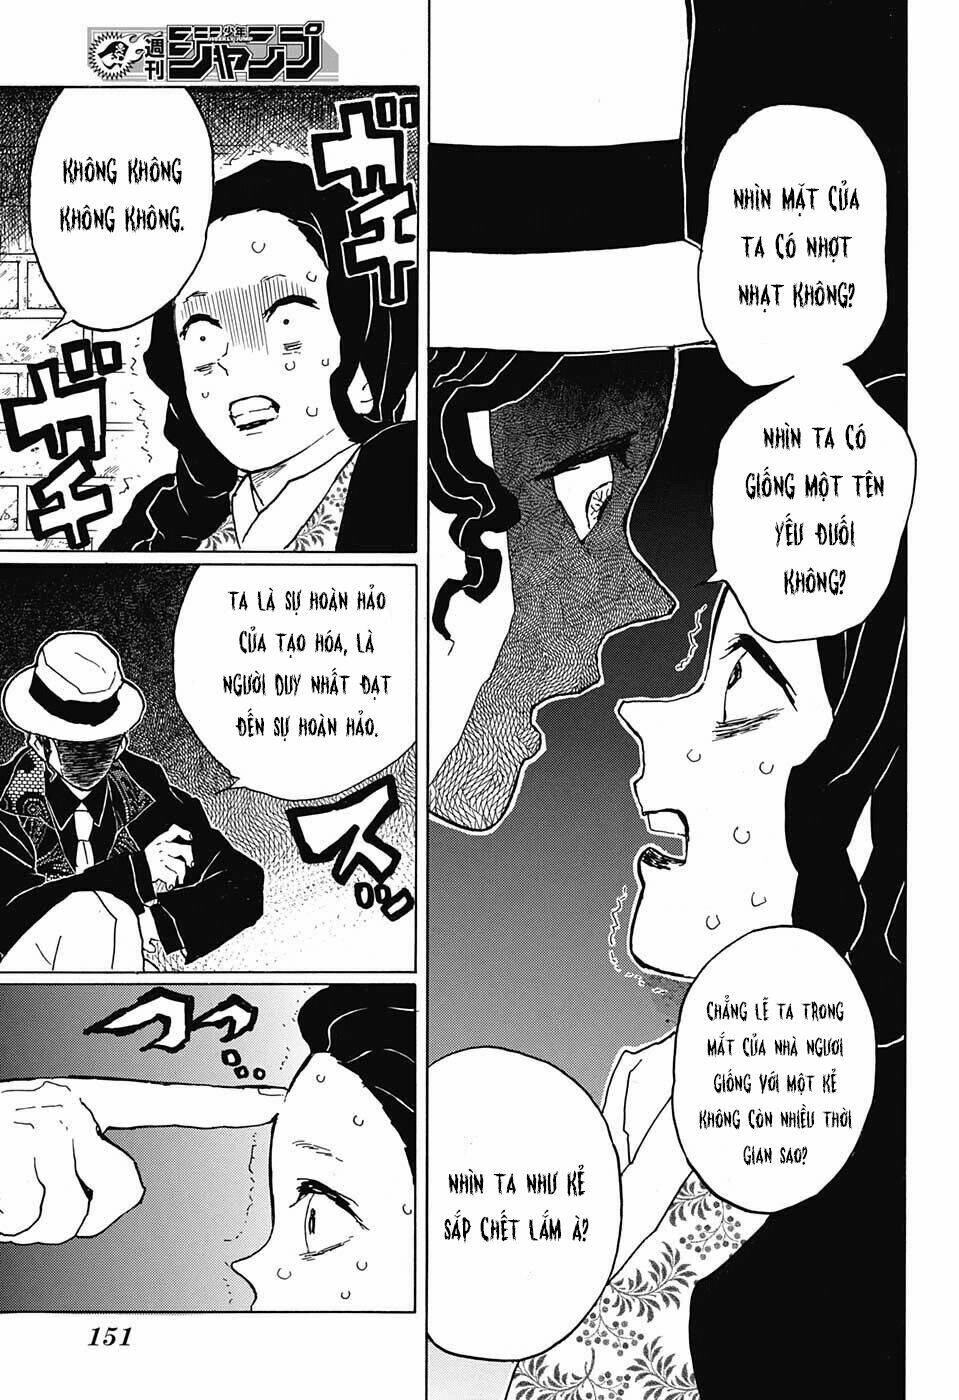 週刊
少年
ジャンプ
NHÌN MẶT CỦA
TA CÓ NHỢT
NHẠT KHÔNG?
NHÌN TA CÓ
GIỐNG MỘT TÊN
YẾU ĐUỐI
KHÔNG?
CHẲNG LẼ TA TRONG
MẮT CỦA NHÀ NGƯƠI
GIỐNG VỚI MỘT KẺ
KHÔNG CÒN NHIỀU THỜI
GIAN SAO?
NHÌN TA NHƯ KẺ
SẮP CHẾT LẮM À?
KHÔNG KHÔNG
KHÔNG KHÔNG.
TA LÀ SỰ HOÀN HẢO
CỦA TẠO HÓA, LÀ
NGƯỜI DUY NHẤT ĐẠT
ĐẾN SỰ HOÀN HẢO.
ズッ
151